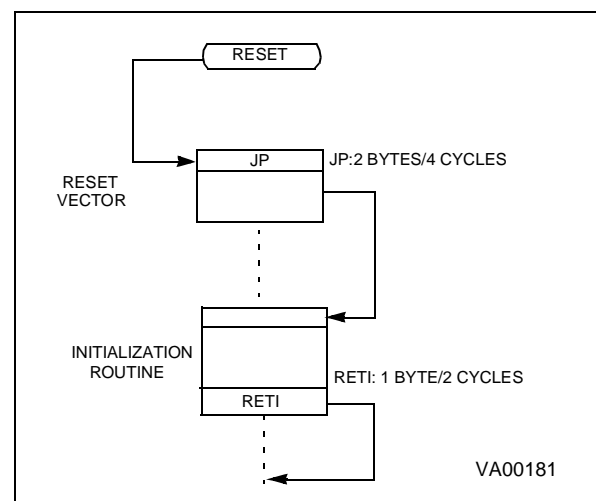 RESET
JP
JP:2 BYTES/4 CYCLES
RESET
VECTOR
INITIALIZATION
ROUTINE
RETI: 1 BYTE/2 CYCLES
RETI
VA00181